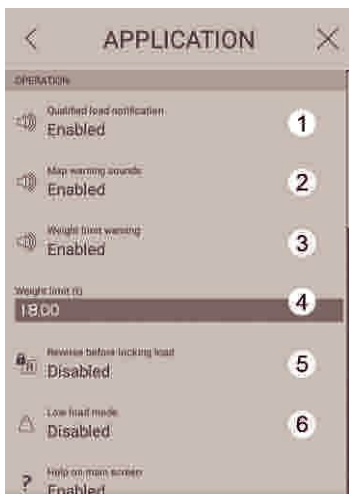 APPLICATION
OPERATION
Qualified load notification
Enabled
1
Map warning sounds
Enabled
2
Weight limit warning
Enabled
3
Weight limit (t)
18.00
4
Reverse before locking load
Disabled
5
Low load mode
Disabled
6
Help on main screen
Enabled